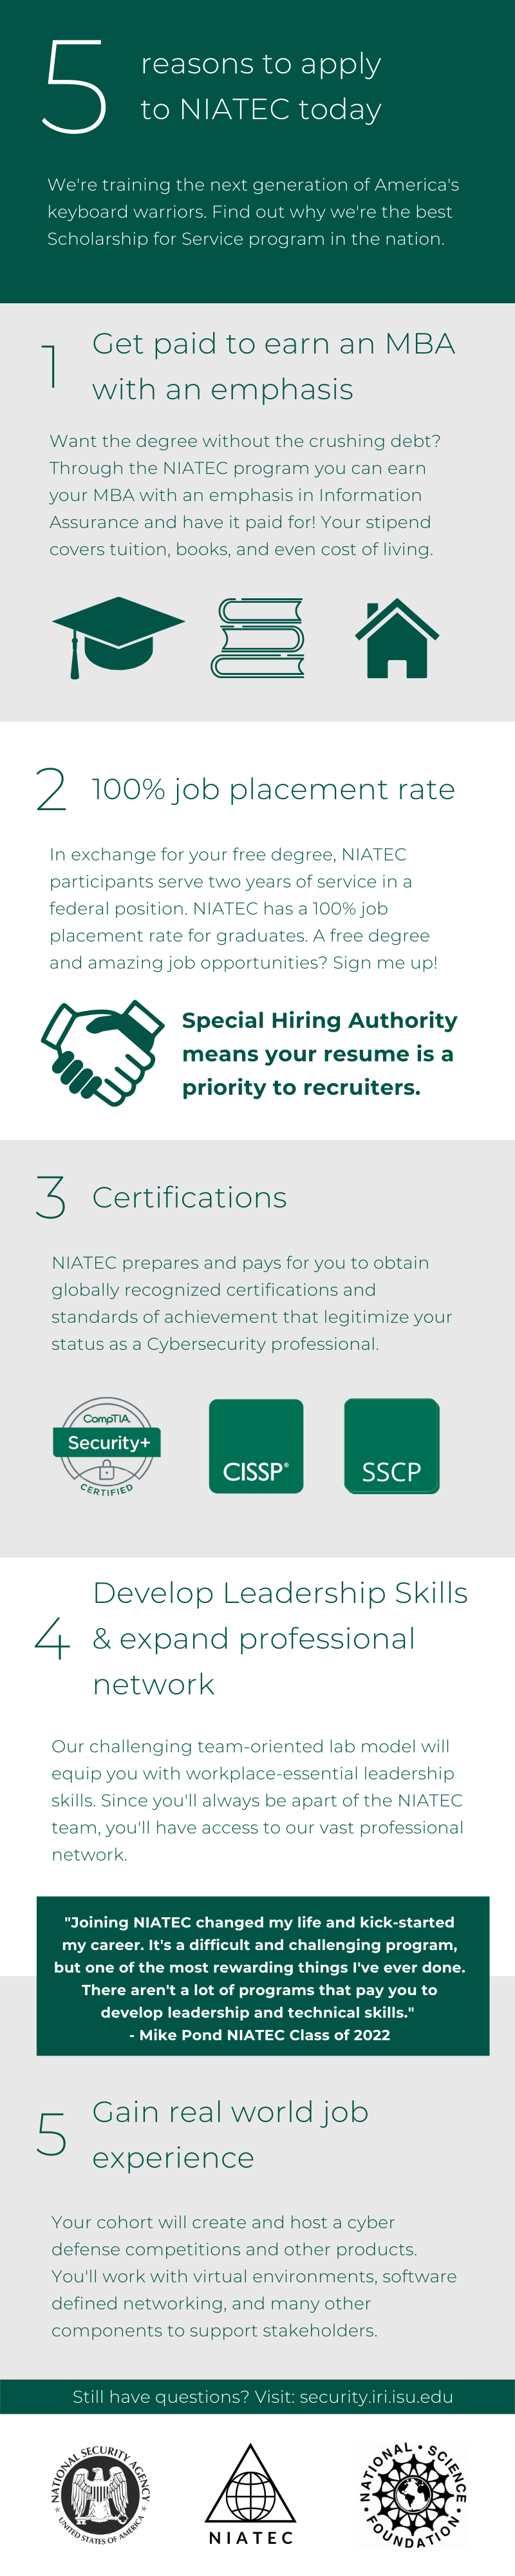 5
reasons to apply
to NIATEC today
We're training the next generation of America's
keyboard warriors. Find out why we're the best
Scholarship for Service program in the nation.
1
Get paid to earn an MBA
with an emphasis
Want the degree without the crushing debt?
Through the NIATEC program you can earn
your MBA with an emphasis in Information
Assurance and have it paid for! Your stipend
covers tuition, books, and even cost of living.
2
100% job placement rate
In exchange for your free degree, NIATEC
participants serve two years of service in a
federal position. NIATEC has a 100% job
placement rate for graduates. A free degree
and amazing job opportunities? Sign me up!
Special Hiring Authority
means your resume is a
priority to recruiters.
3
Certifications
NIATEC prepares and pays for you to obtain
globally recognized certifications and
standards of achievement that legitimize your
status as a Cybersecurity professional.
CompTIA.
Security+
CERTIFIED
CISSP®
SSCP
4
Develop Leadership Skills
& expand professional
network
Our challenging team-oriented lab model will
equip you with workplace-essential leadership
skills. Since you'll always be apart of the NIATEC
team, you'll have access to our vast professional
network.
"Joining NIATEC changed my life and kick-started
my career. It's a difficult and challenging program,
but one of the most rewarding things I've ever done.
There aren't a lot of programs that pay you to
develop leadership and technical skills."
- Mike Pond NIATEC Class of 2022
5
Gain real world job
experience
Your cohort will create and host a cyber
defense competitions and other products.
You'll work with virtual environments, software
defined networking, and many other
components to support stakeholders.
Still have questions? Visit: security.iri.isu.edu
NATIONAL SECURITY AGENCY
UNITED STATES OF AMERICA
NIATEC
NATIONAL • SCIENCE
• FOUNDATION •